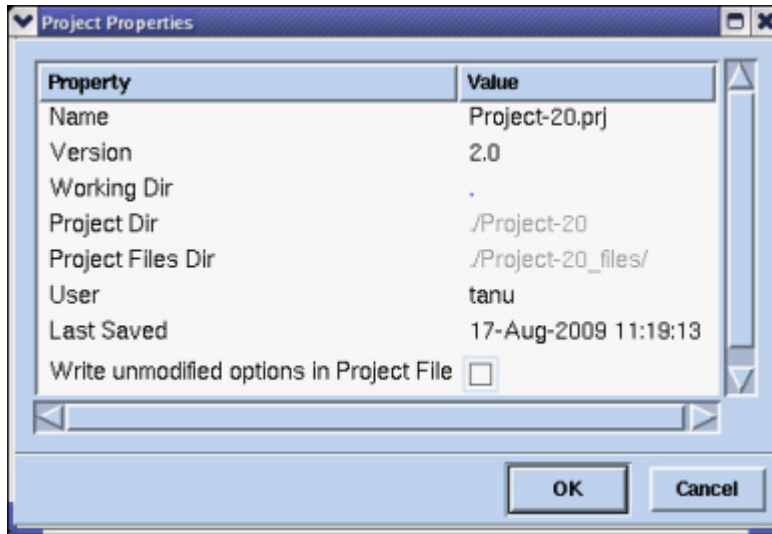 Project Properties
Property Value
Name Project-20.prj
Version 2.0
Working Dir .
Project Dir ./Project-20
Project Files Dir ./Project-20_files/
User tanu
Last Saved 17-Aug-2009 11:19:13
Write unmodified options in Project File
OK Cancel